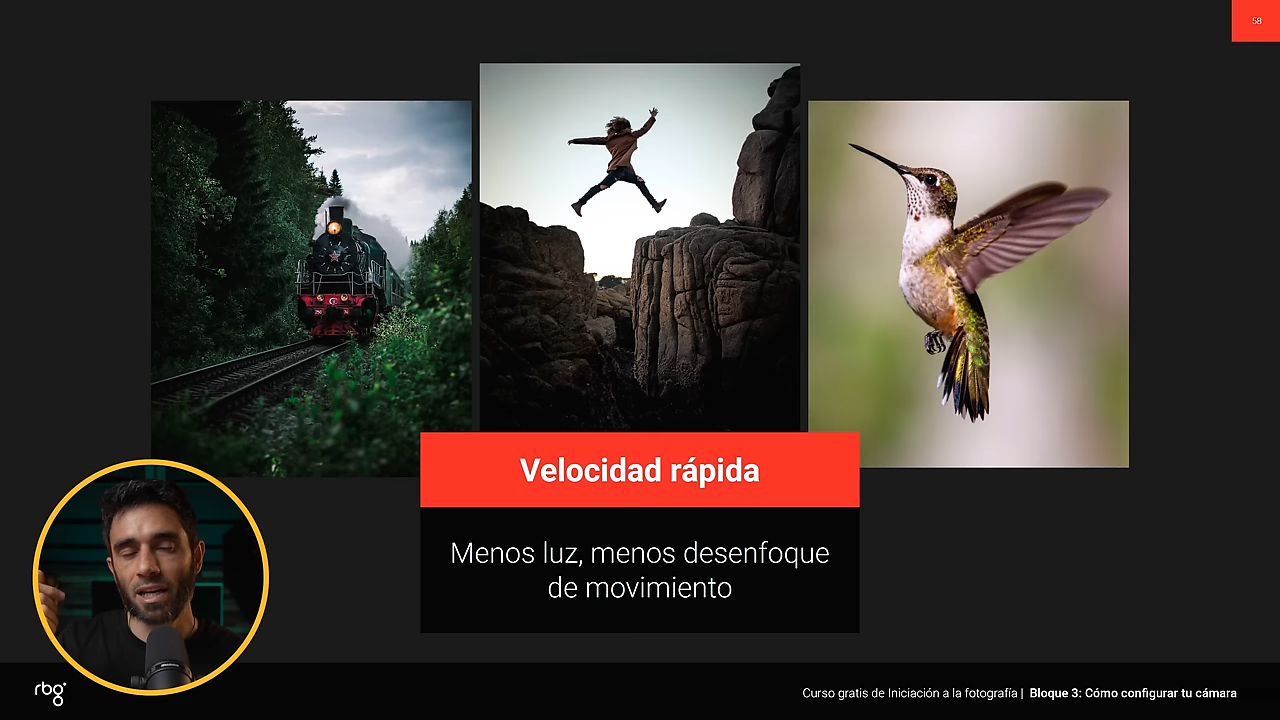 58
Velocidad rápida
Menos luz, menos desenfoque
de movimiento
rbg
Curso gratis de Iniciación a la fotografía | Bloque 3: Cómo configurar tu cámara